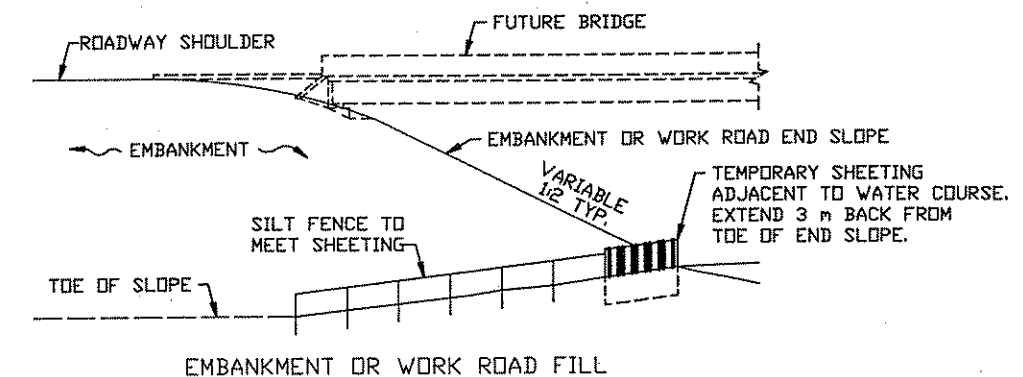 FUTURE BRIDGE
ROADWAY SHOULDER
EMBANKMENT OR WORK ROAD END SLOPE
EMBANKMENT
VARIABLE
1:2 TYP.
TEMPORARY SHEETING
ADJACENT TO WATER COURSE.
EXTEND 3 m BACK FROM
TOE OF END SLOPE.
SILT FENCE TO
MEET SHEETING
TOE OF SLOPE
EMBANKMENT OR WORK ROAD FILL